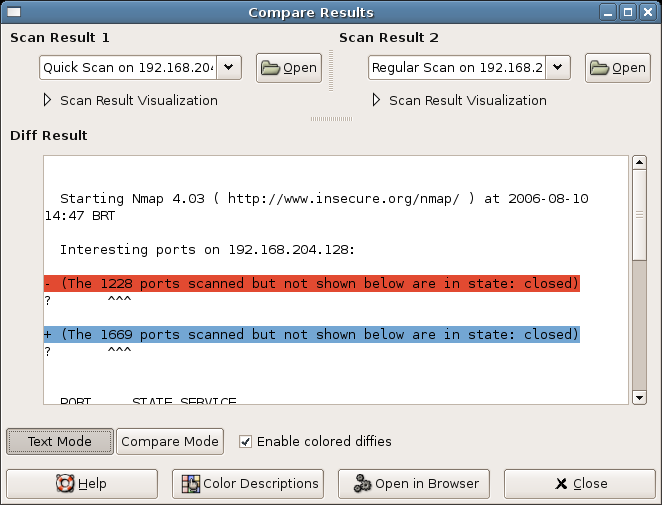 Compare Results
Scan Result 1
Scan Result 2
Quick Scan on 192.168.204
Open
Regular Scan on 192.168.2
Open
Scan Result Visualization
Scan Result Visualization
Diff Result
Starting Nmap 4.03 ( http://www.insecure.org/nmap/ ) at 2006-08-10
14:47 BRT
Interesting ports on 192.168.204.128:
- (The 1228 ports scanned but not shown below are in state: closed)
? ^^^
+ (The 1669 ports scanned but not shown below are in state: closed)
? ^^^
PORT STATE SERVICE
Text Mode
Compare Mode
Enable colored diffies
Help
Color Descriptions
Open in Browser
Close